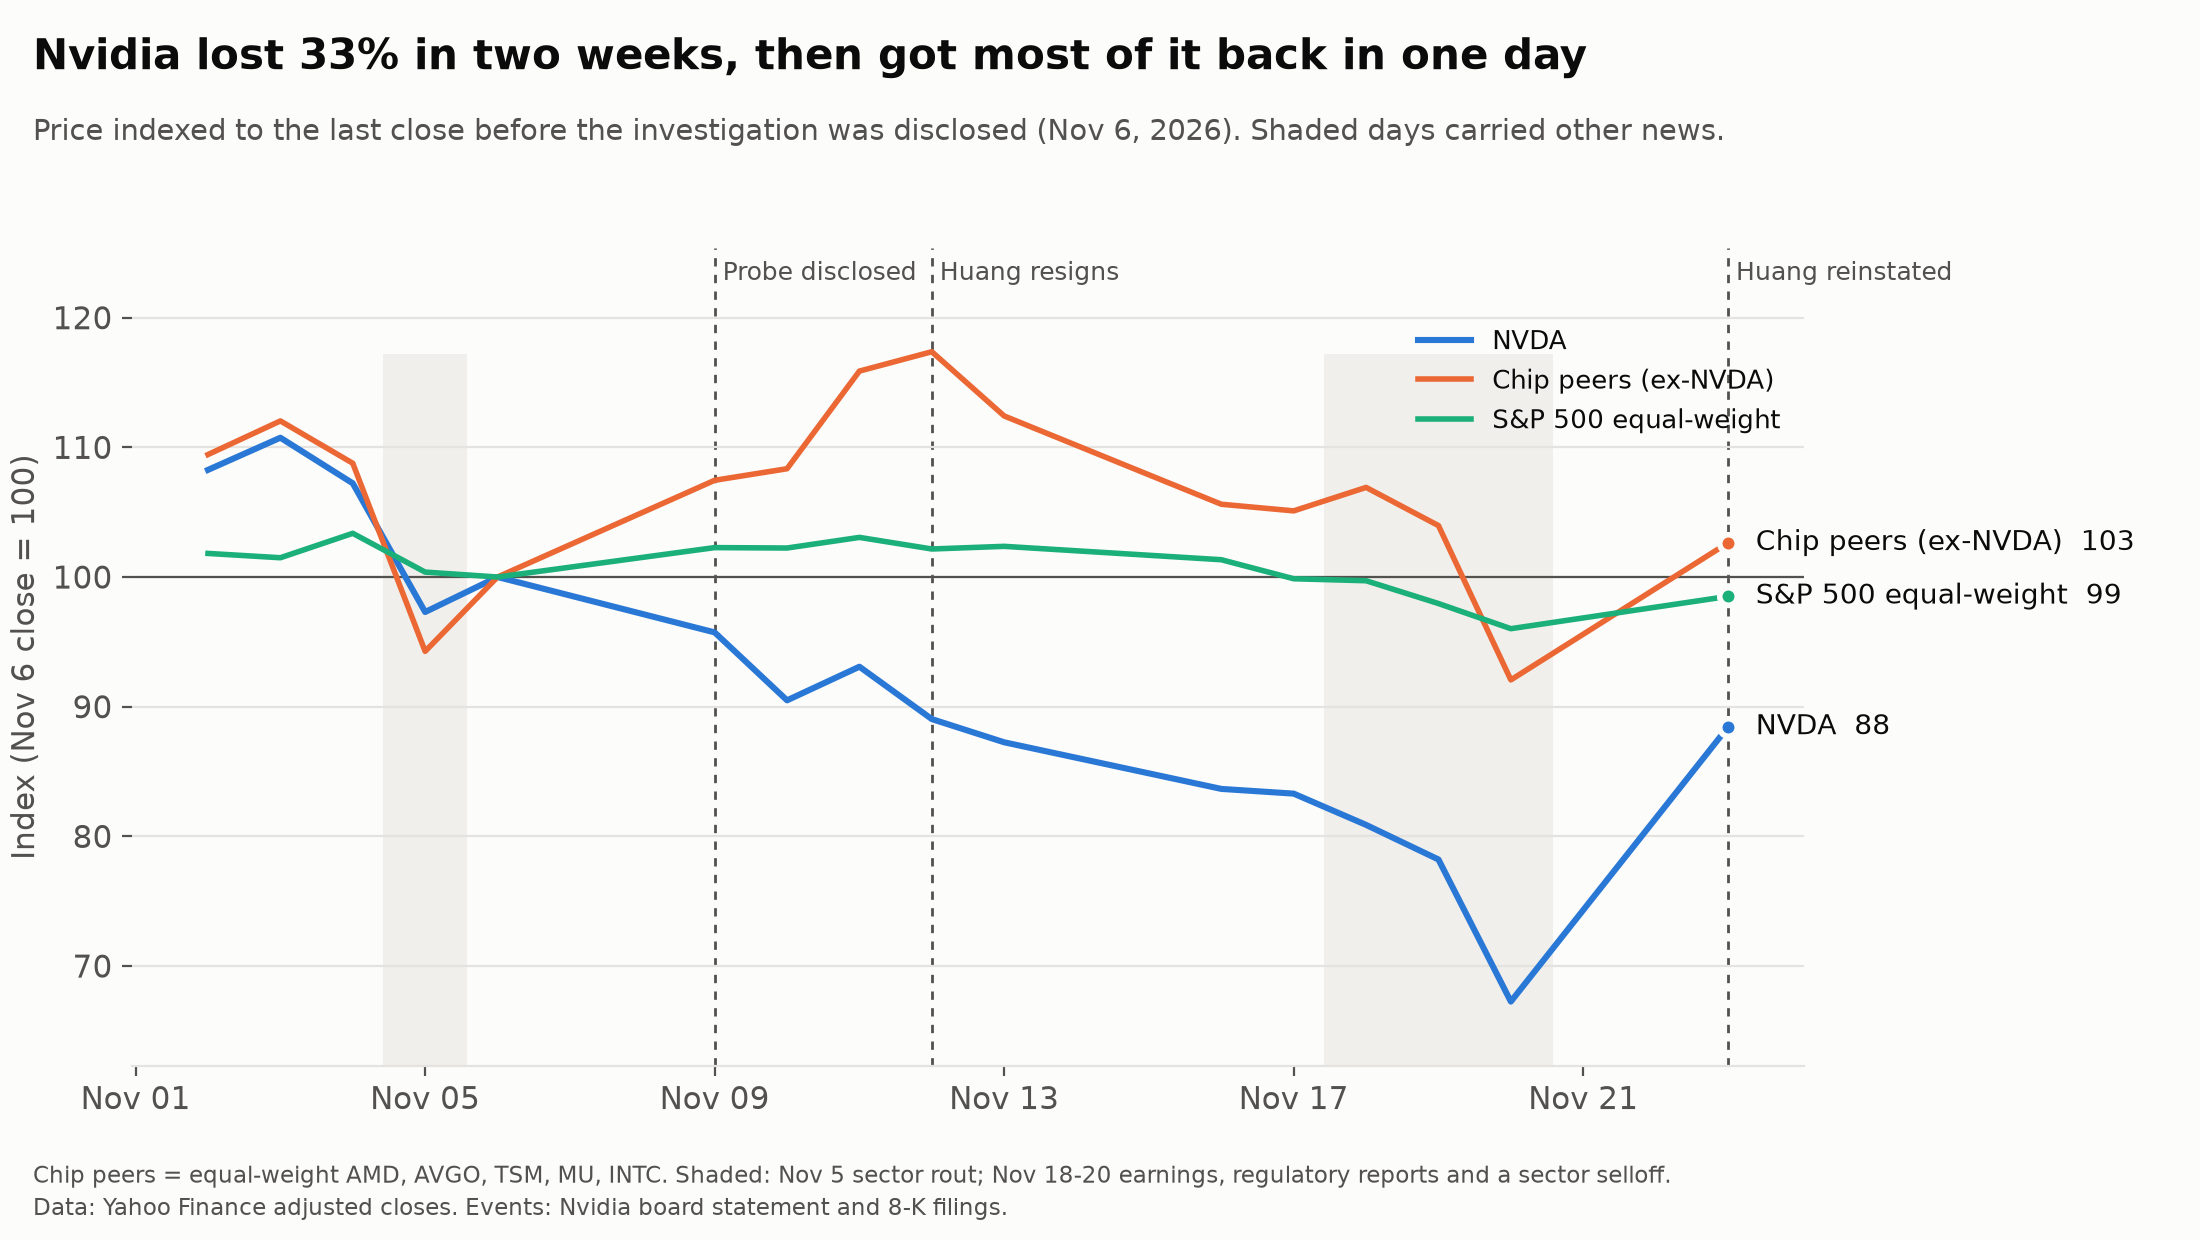 Nvidia lost 33% in two weeks, then got most of it back in one day
Price indexed to the last close before the investigation was disclosed (Nov 6, 2026). Shaded days carried other news.
Probe disclosed
Huang resigns
Huang reinstated
120
110
100
90
80
70
Index (Nov 6 close = 100)
NVDA
Chip peers (ex-NVDA)
S&P 500 equal-weight
Chip peers (ex-NVDA)  103
S&P 500 equal-weight  99
NVDA  88
Nov 01
Nov 05
Nov 09
Nov 13
Nov 17
Nov 21
Chip peers = equal-weight AMD, AVGO, TSM, MU, INTC. Shaded: Nov 5 sector rout; Nov 18-20 earnings, regulatory reports and a sector selloff.
Data: Yahoo Finance adjusted closes. Events: Nvidia board statement and 8-K filings.